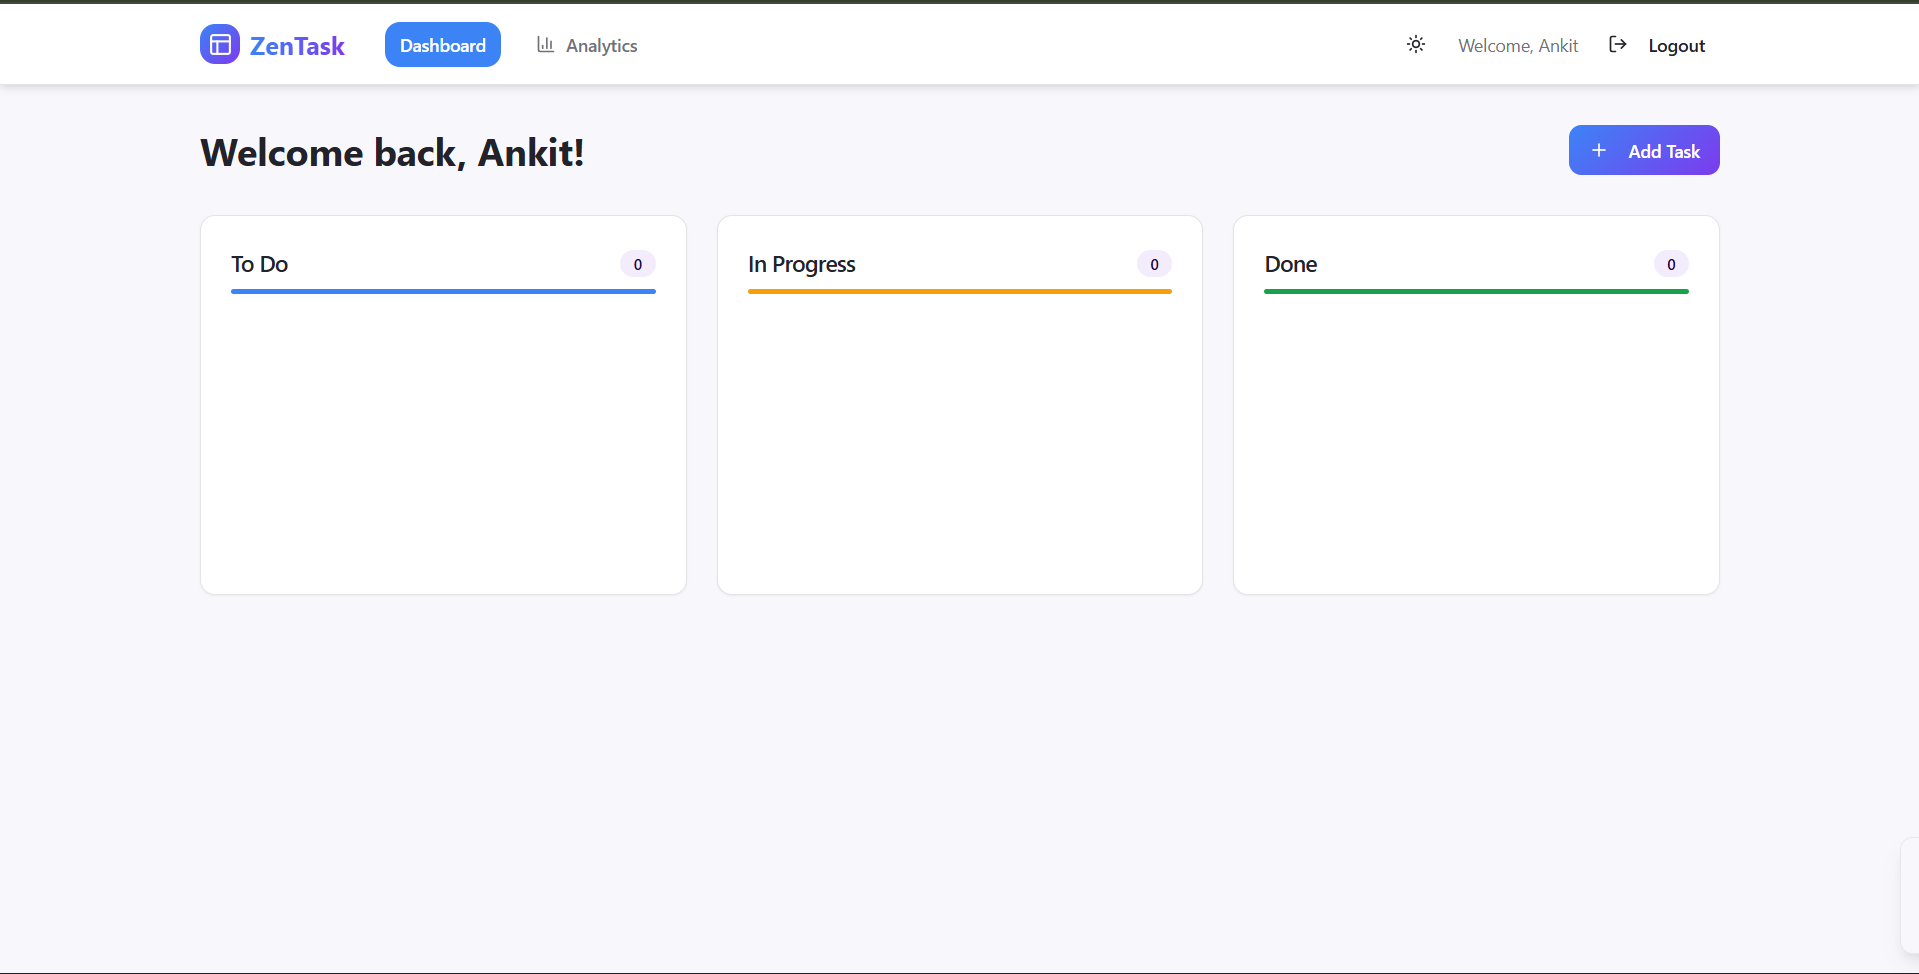 ZenTask
Dashboard
Analytics
Welcome, Ankit
Logout
Welcome back, Ankit!
Add Task
To Do
0
In Progress
0
Done
0